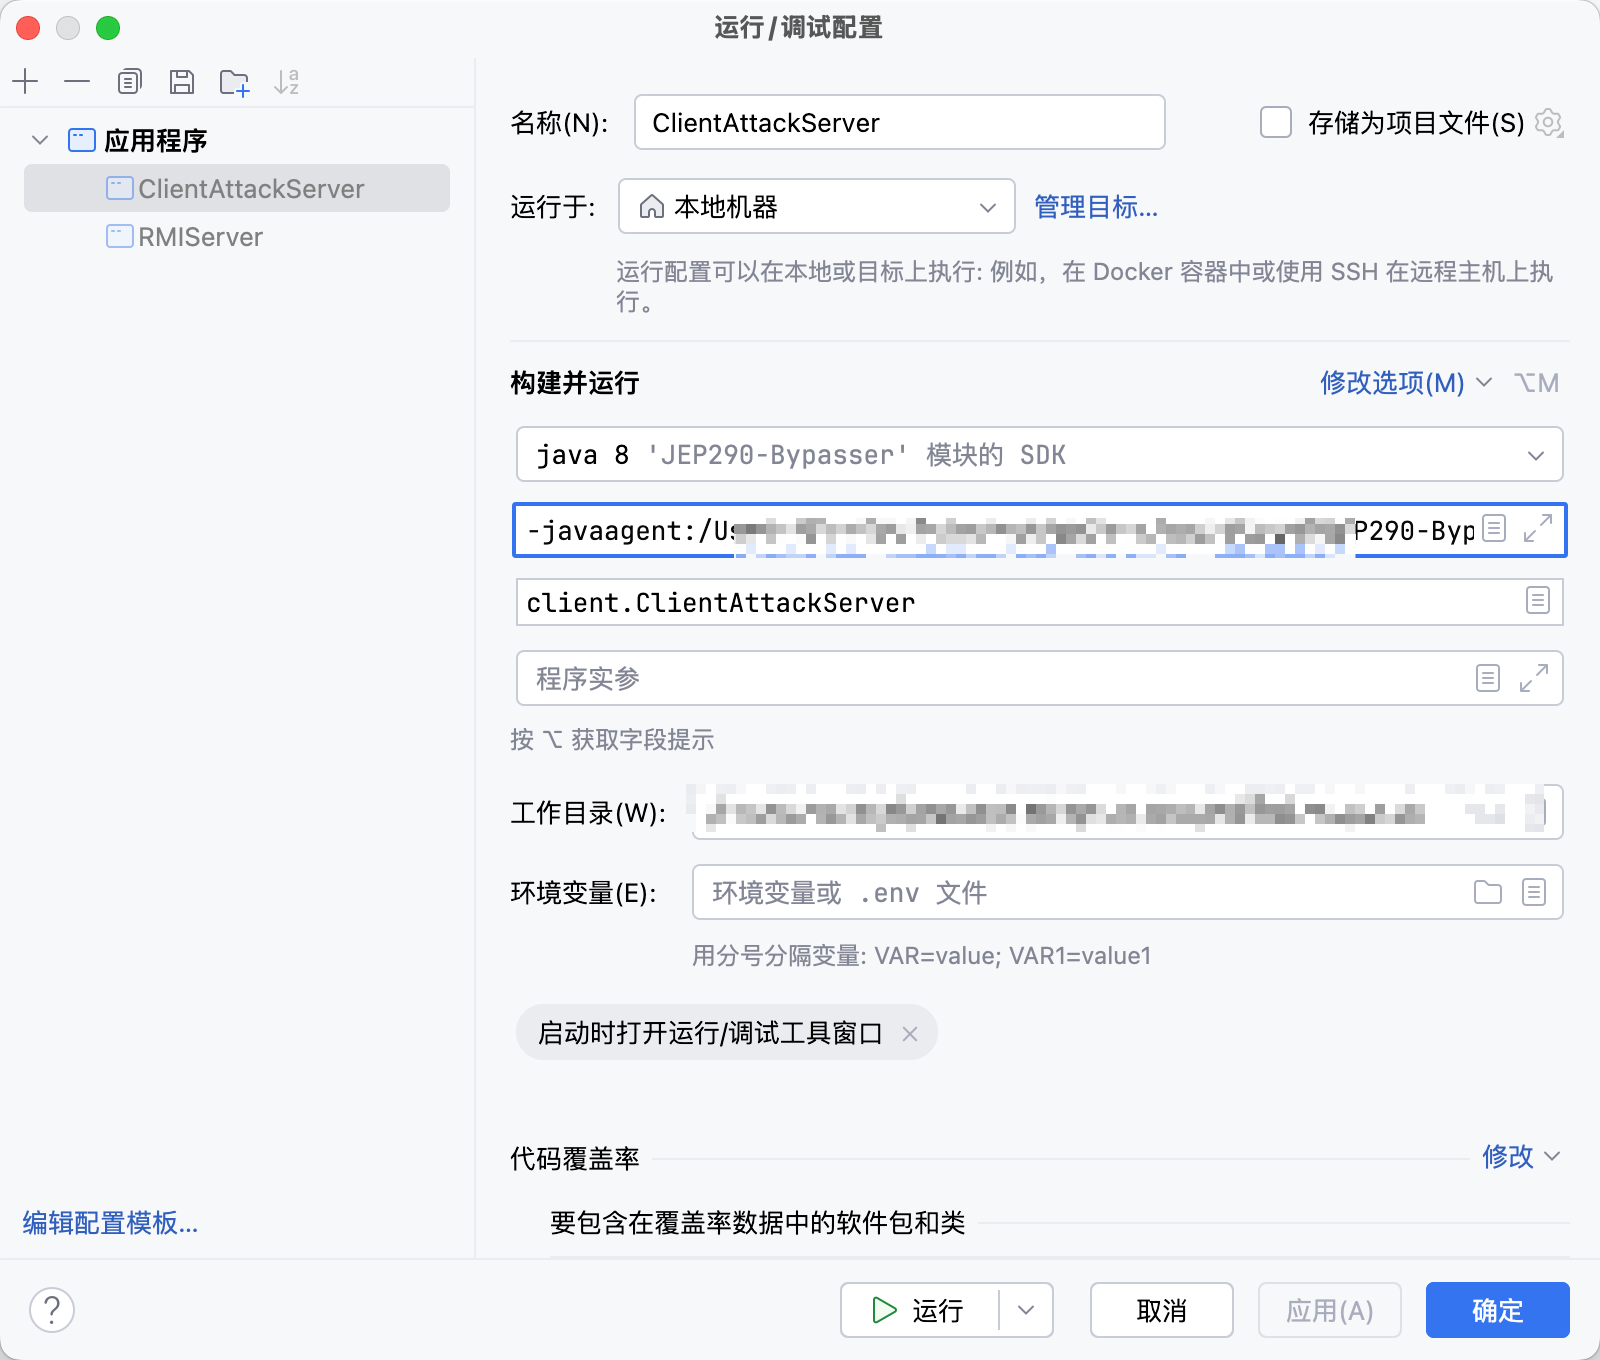 运行/调试配置
应用程序
ClientAttackServer
RMIServer
编辑配置模板...
名称(N):
ClientAttackServer
存储为项目文件(S)
运行于:
本地机器
管理目标...
运行配置可以在本地或目标上执行: 例如，在 Docker 容器中或使用 SSH 在远程主机上执
行。
构建并运行
修改选项(M)
⌥M
java 8 'JEP290-Bypasser' 模块的 SDK
-javaagent:/Us P290-Byp
client.ClientAttackServer
程序实参
按 ⌥ 获取字段提示
工作目录(W):
环境变量(E):
环境变量或 .env 文件
用分号分隔变量: VAR=value; VAR1=value1
启动时打开运行/调试工具窗口
代码覆盖率
修改
要包含在覆盖率数据中的软件包和类
?
运行
取消
应用(A)
确定